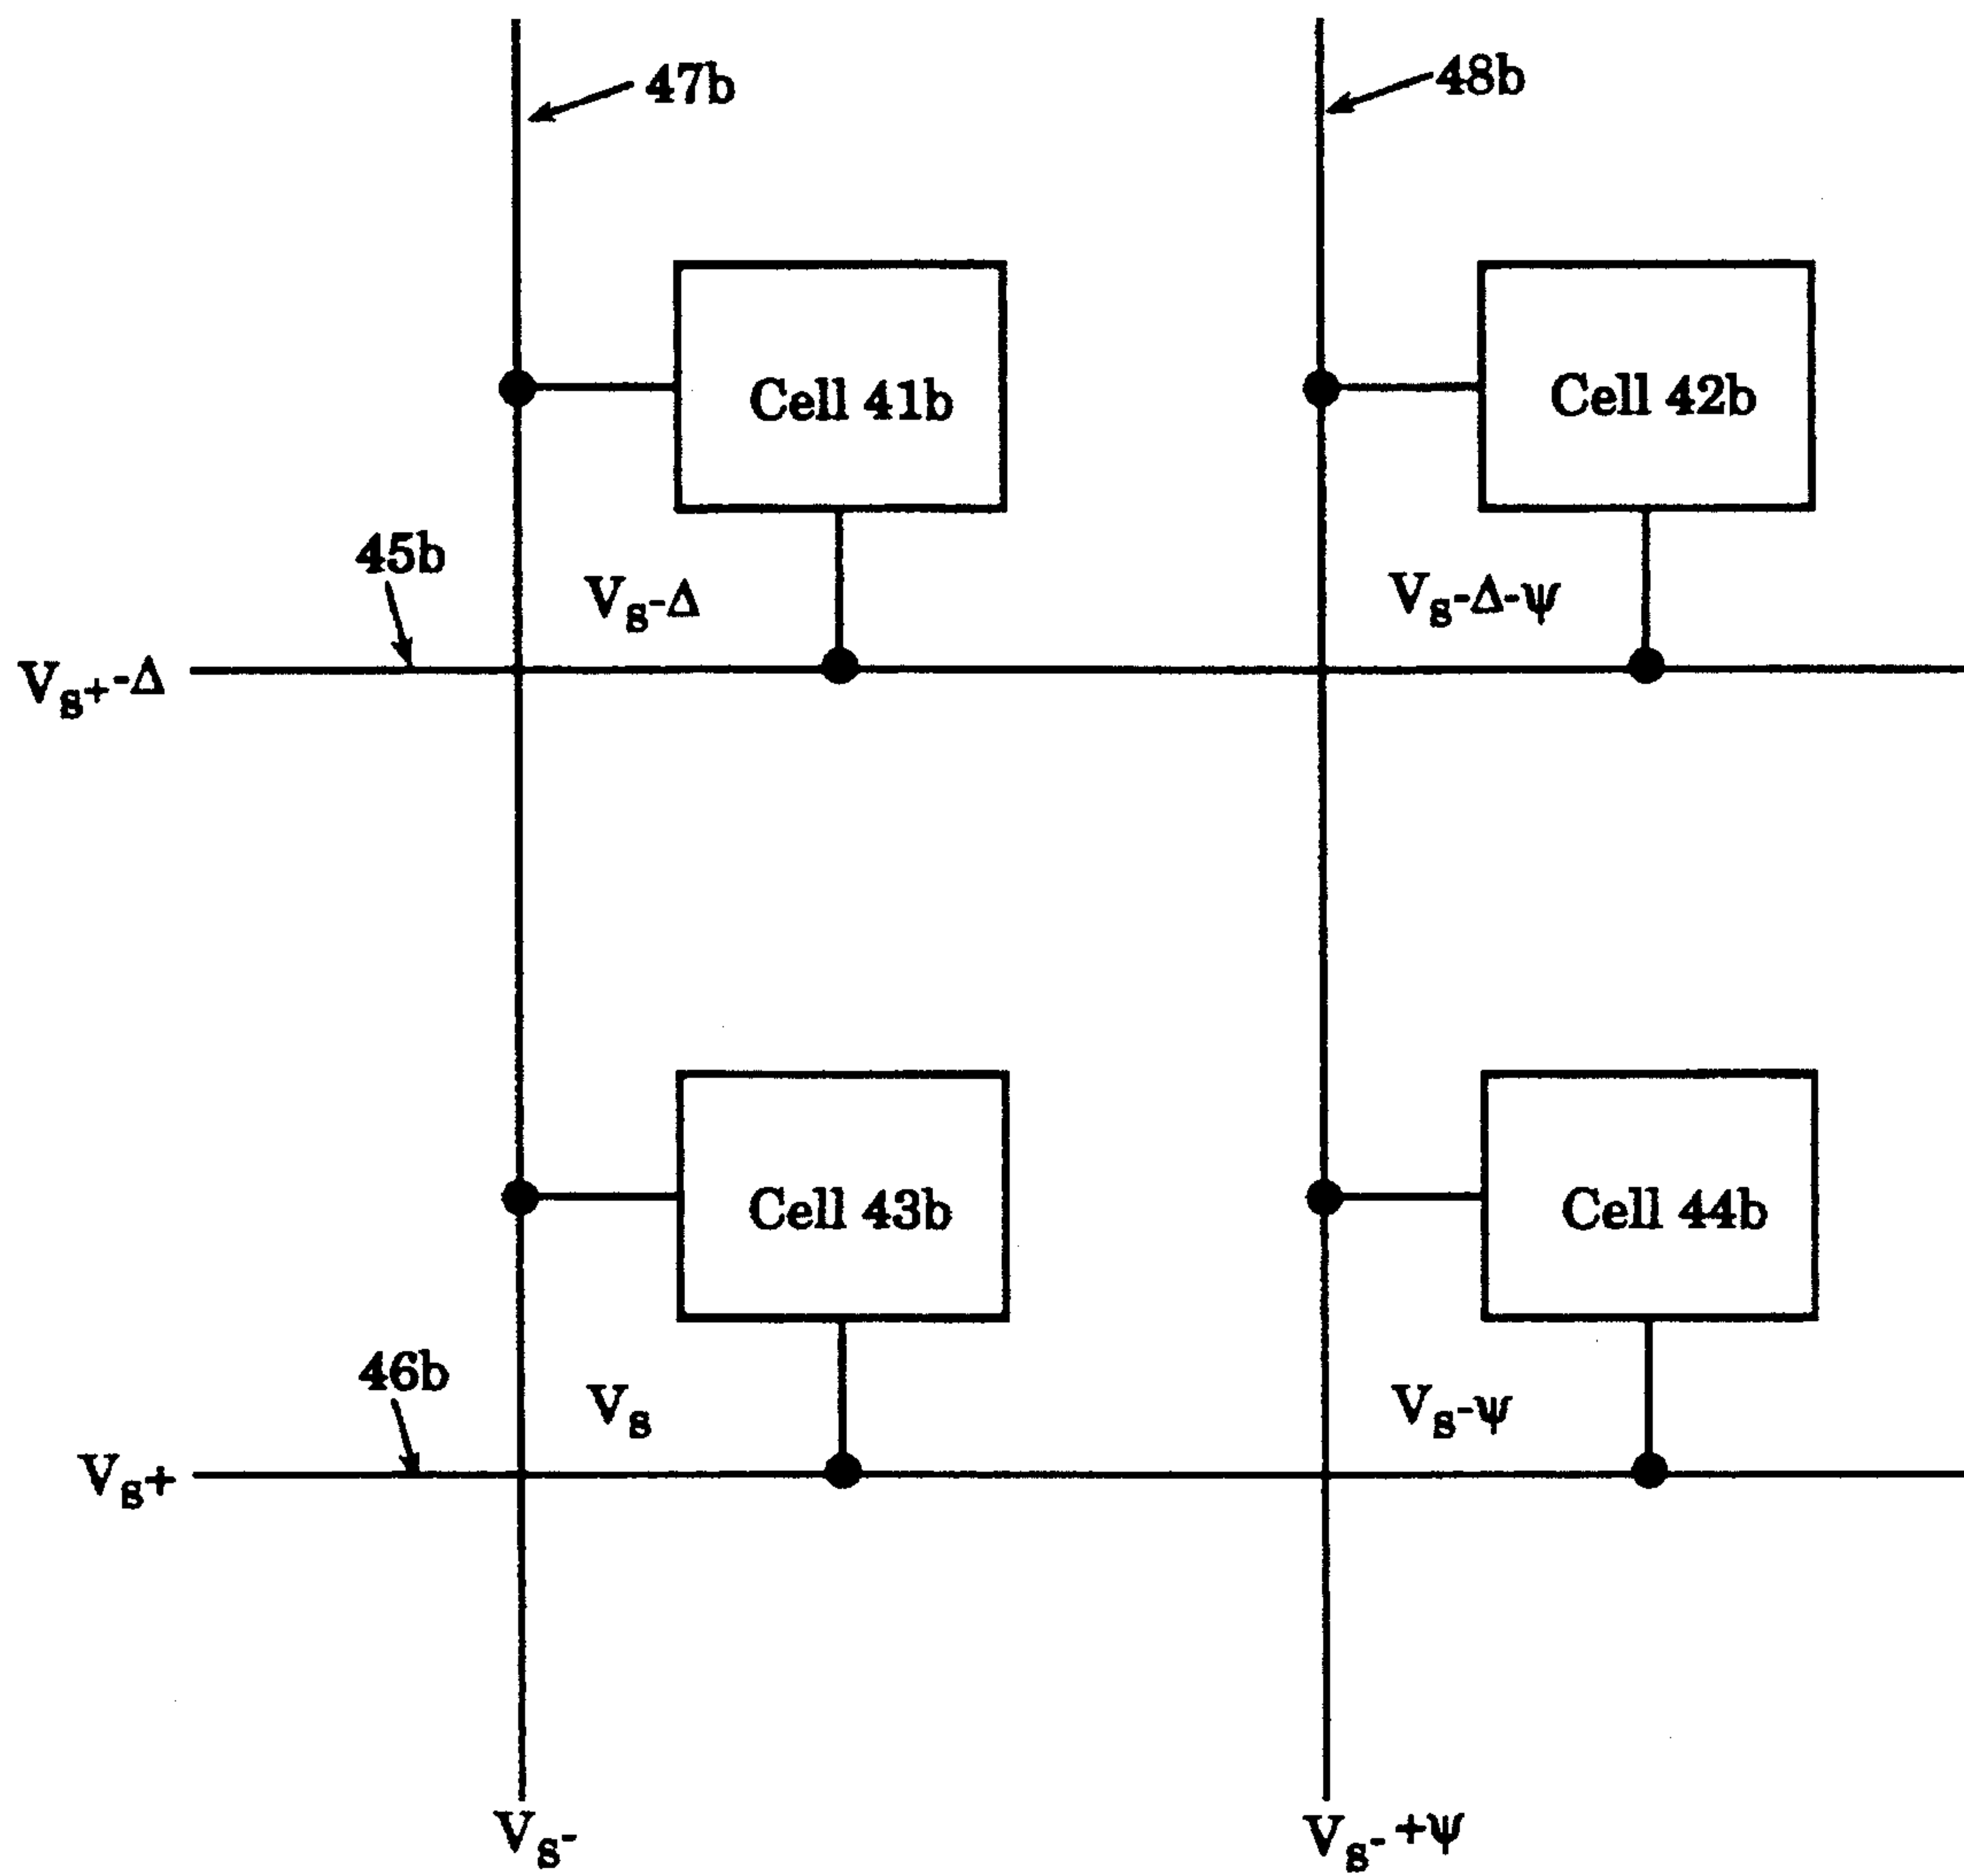 47b
48b
Cell 41b
Cell 42b
45b
Vs-Δ
Vs-Δ-ψ
Vs+-Δ
Cell 43b
Cell 44b
46b
Vs
Vs-ψ
Vs+
Vs-
Vs-+ψ